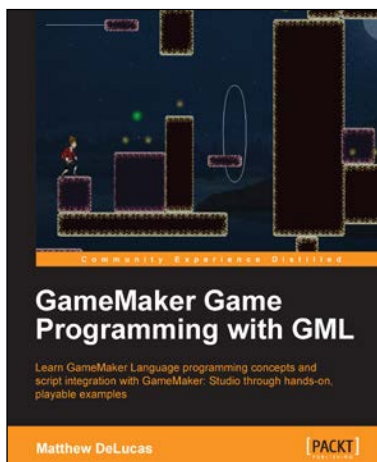 Community Experience Distilled
GameMaker Game
Programming with GML
Learn GameMaker Language programming concepts and
script integration with GameMaker: Studio through hands-on,
playable examples
Matthew DeLucas
[PACKT]
PUBLISHING